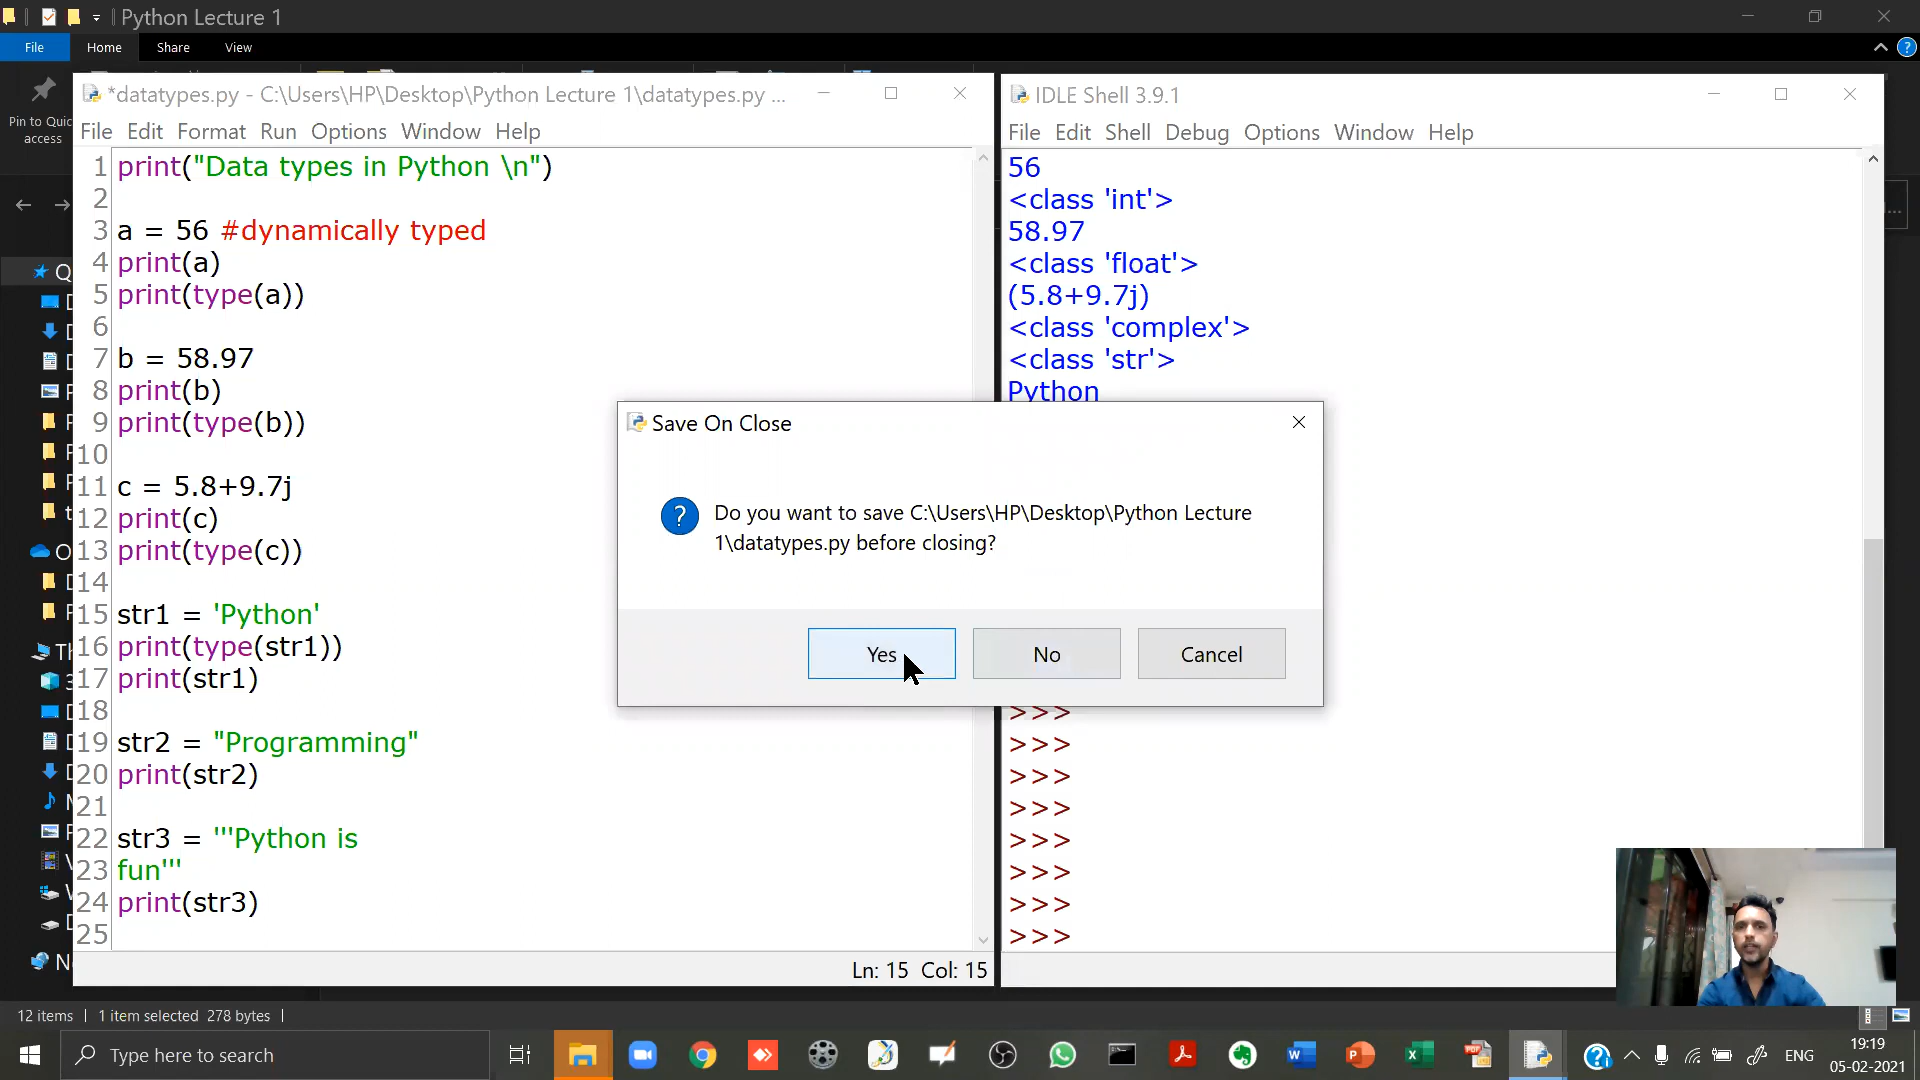 Python Lecture 1
File Home Share View
Pin to Quic
access
*datatypes.py - C:\Users\HP\Desktop\Python Lecture 1\datatypes.py ...
File Edit Format Run Options Window Help
1 print("Data types in Python \n")
2
3 a = 56 #dynamically typed
4 print(a)
5 print(type(a))
6
7 b = 58.97
8 print(b)
9 print(type(b))
10
11 c = 5.8+9.7j
12 print(c)
13 print(type(c))
14
15 str1 = 'Python'
16 print(type(str1))
17 print(str1)
18
19 str2 = "Programming"
20 print(str2)
21
22 str3 = '''Python is
23 fun'''
24 print(str3)
25
Ln: 15 Col: 15
IDLE Shell 3.9.1
File Edit Shell Debug Options Window Help
56
<class 'int'>
58.97
<class 'float'>
(5.8+9.7j)
<class 'complex'>
<class 'str'>
Python
>>>
>>>
>>>
>>>
>>>
>>>
>>>
>>>
Save On Close
Do you want to save C:\Users\HP\Desktop\Python Lecture
1\datatypes.py before closing?
Yes No Cancel
12 items 1 item selected 278 bytes
Type here to search
ENG
19:19
05-02-2021